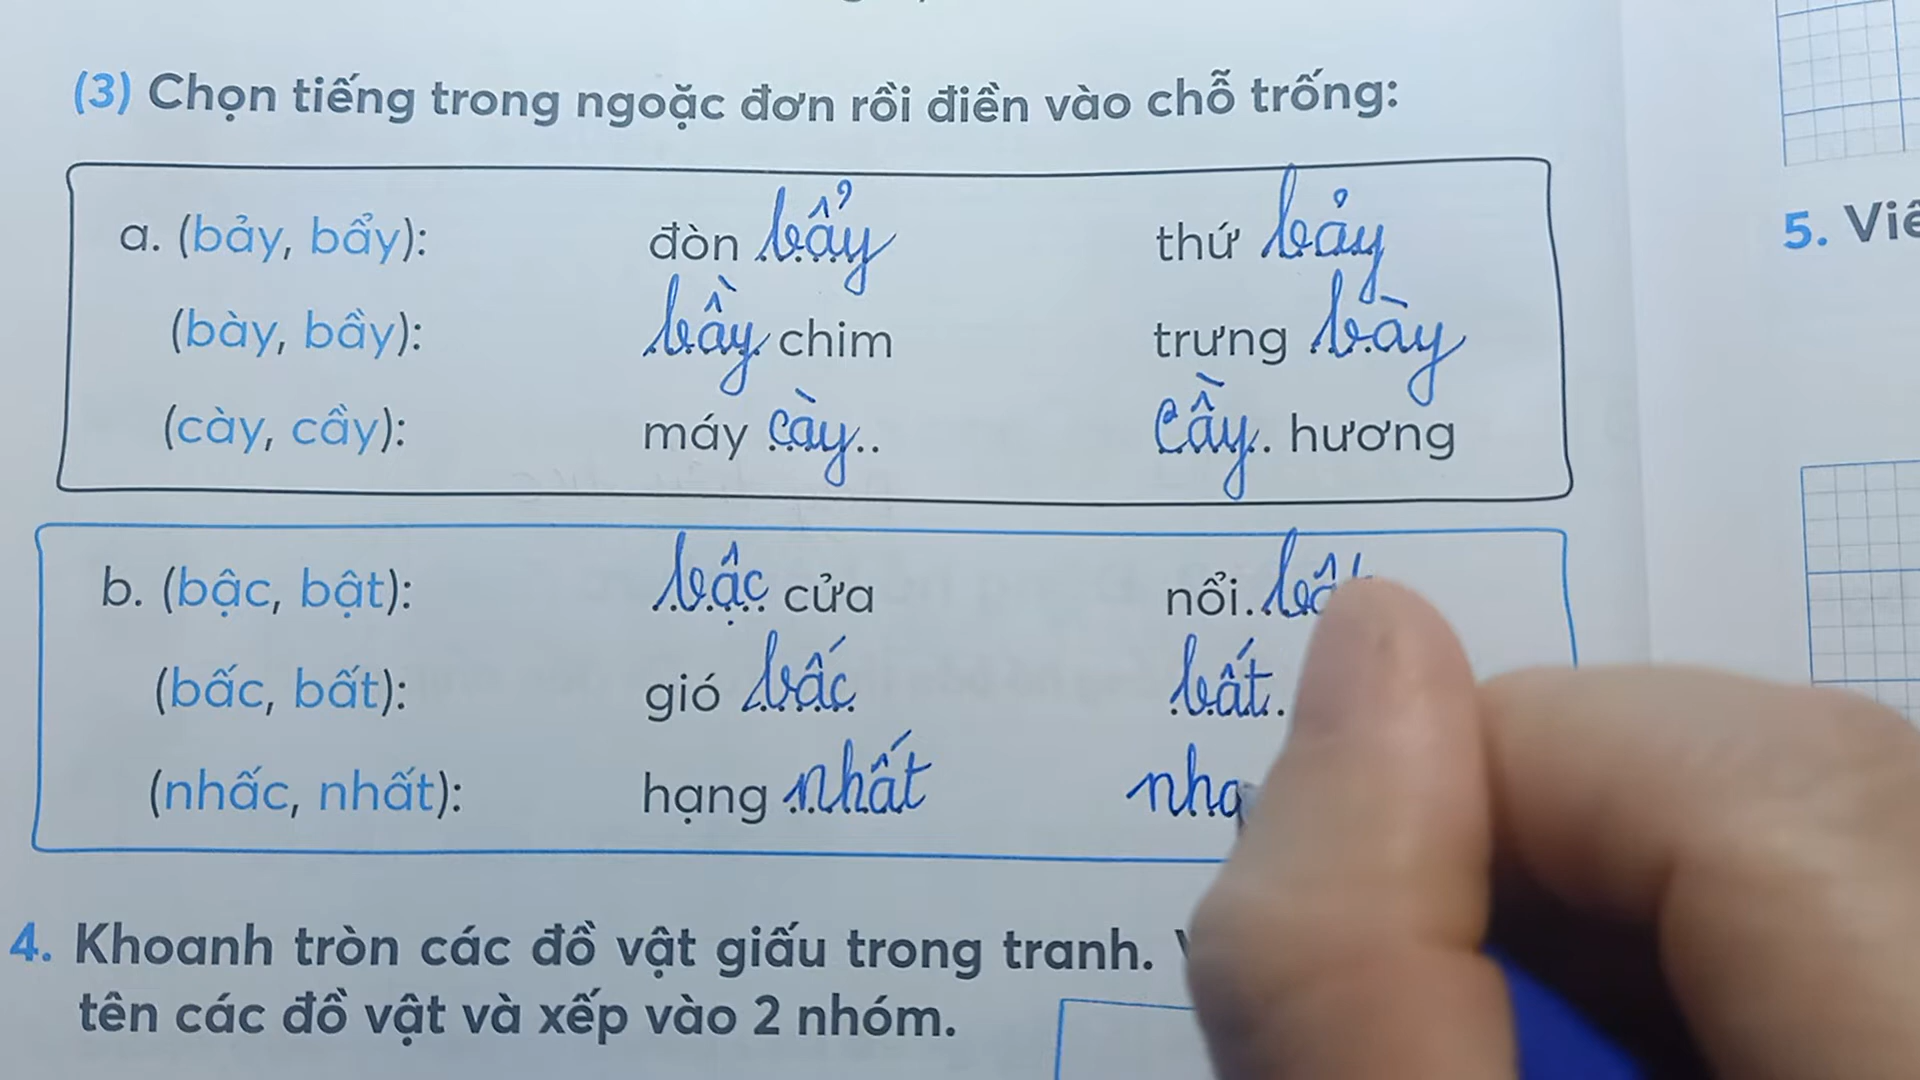 (3) Chọn tiếng trong ngoặc đơn rồi điền vào chỗ trống:
a. (bảy, bẩy): đòn bẩy thứ bảy
(bày, bầy): bầy chim trưng bày
(cày, cầy): máy cày.. cầy.. hương
b. (bậc, bật): bậc cửa nổi..
(bấc, bất): gió bấc bất.
(nhấc, nhất): hạng nhất
4. Khoanh tròn các đồ vật giấu trong tranh.
tên các đồ vật và xếp vào 2 nhóm.
5.